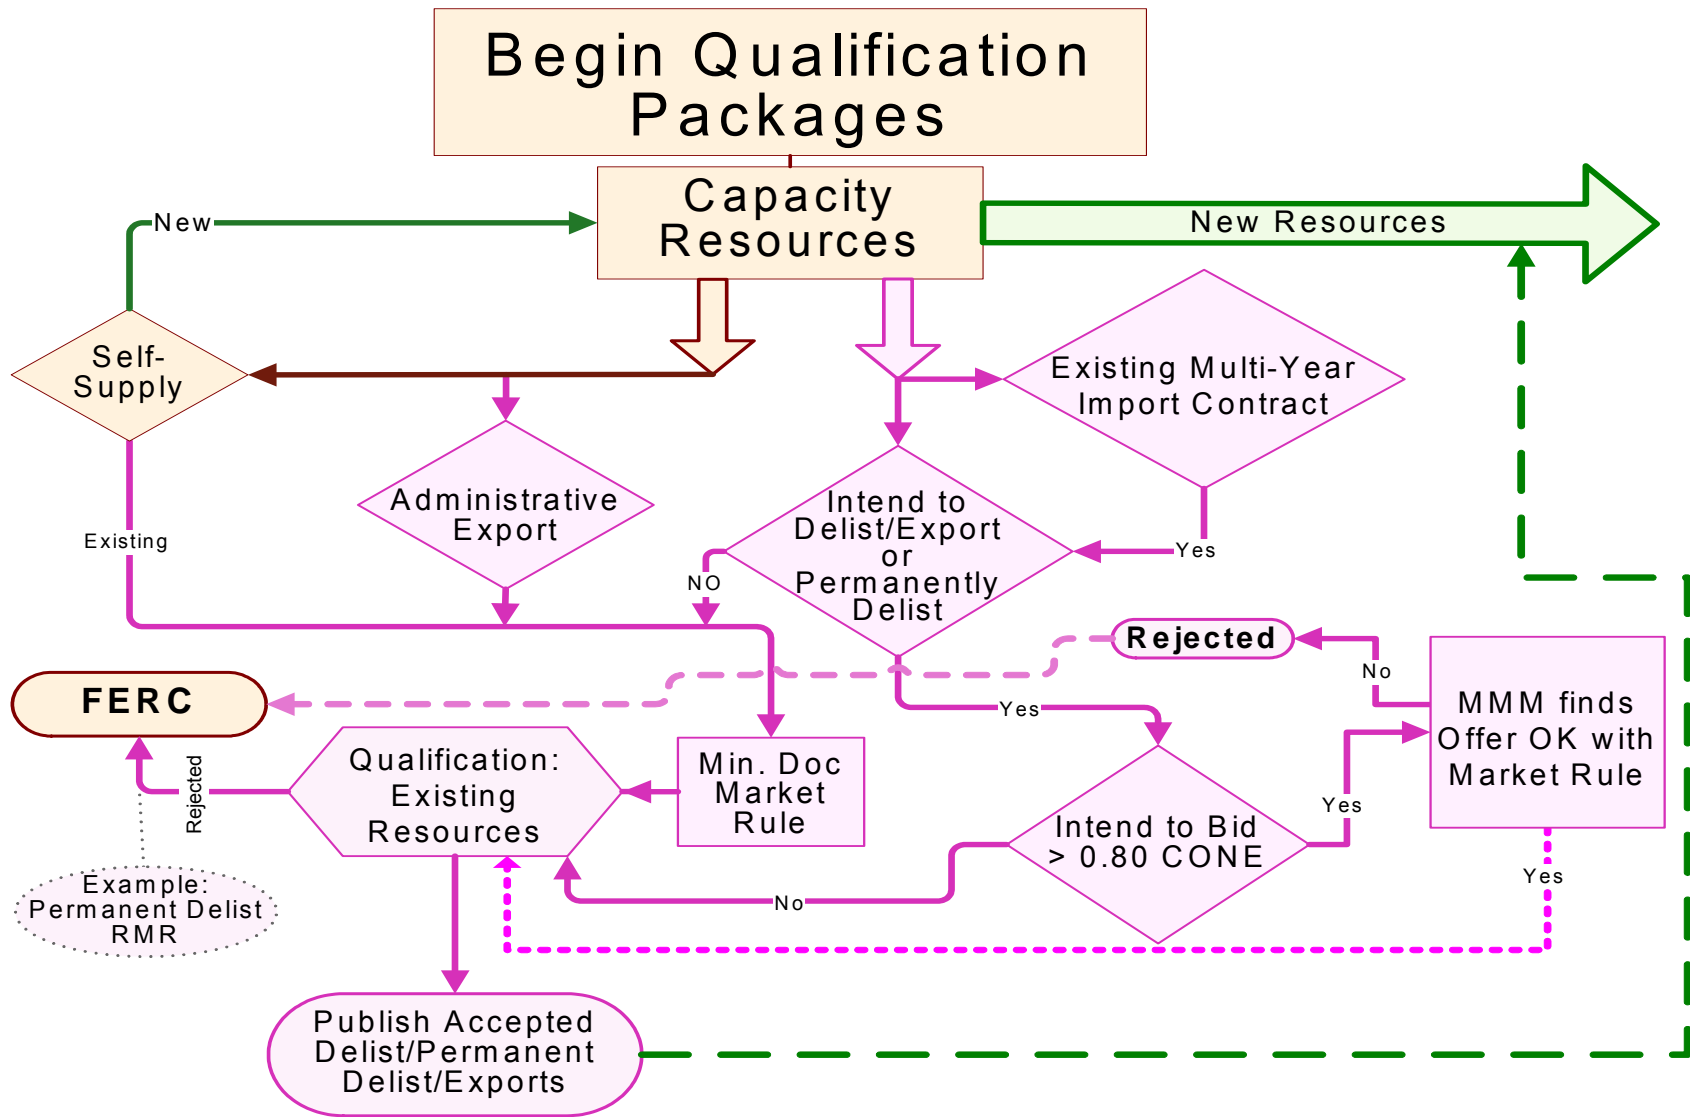 Begin Qualification
Packages
Capacity
Resources
New
New Resources
Self-
Supply
Existing Multi-Year
Import Contract
Administrative
Export
Intend to
Delist/Export
or
Permanently
Delist
Existing
Yes
NO
Rejected
No
FERC
Yes
MMM finds
Offer OK with
Market Rule
Qualification:
Existing
Resources
Min. Doc
Market
Rule
Rejected
Yes
Intend to Bid
> 0.80 CONE
Example:
Permanent Delist
RMR
No
Yes
Publish Accepted
Delist/Permanent
Delist/Exports